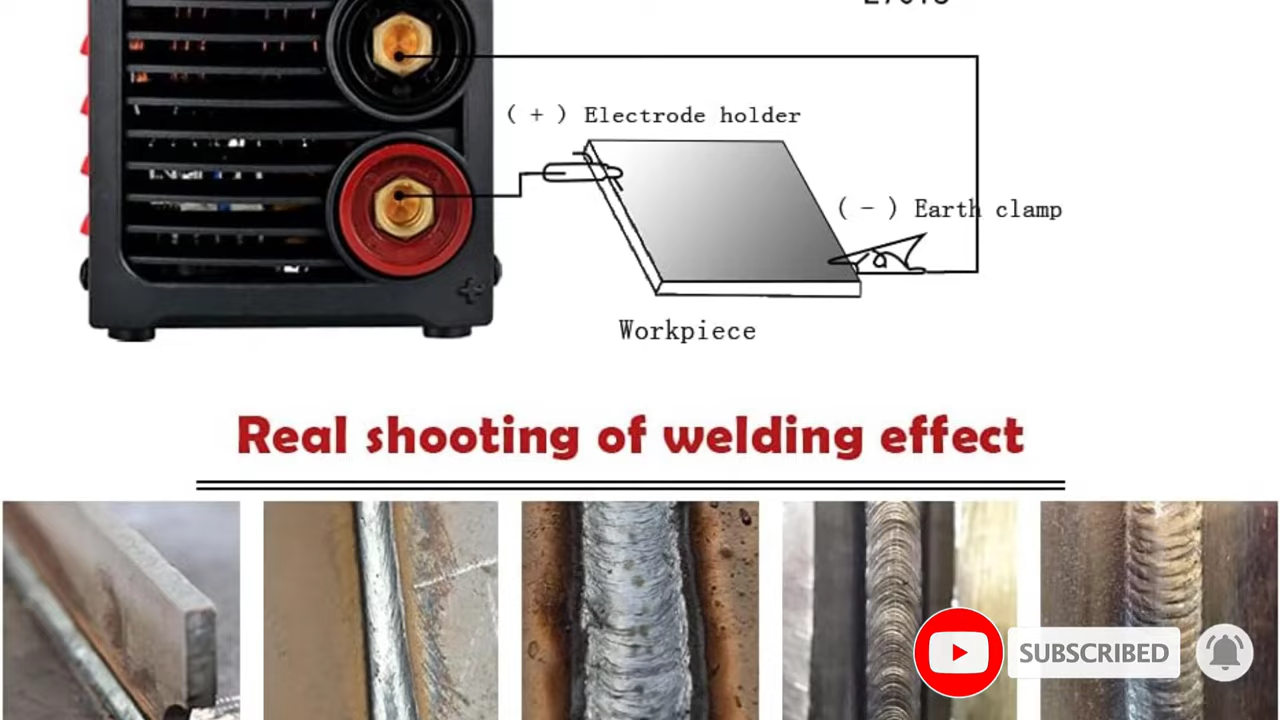 ( + ) Electrode holder
( - ) Earth clamp
Workpiece
Real shooting of welding effect
SUBSCRIBED